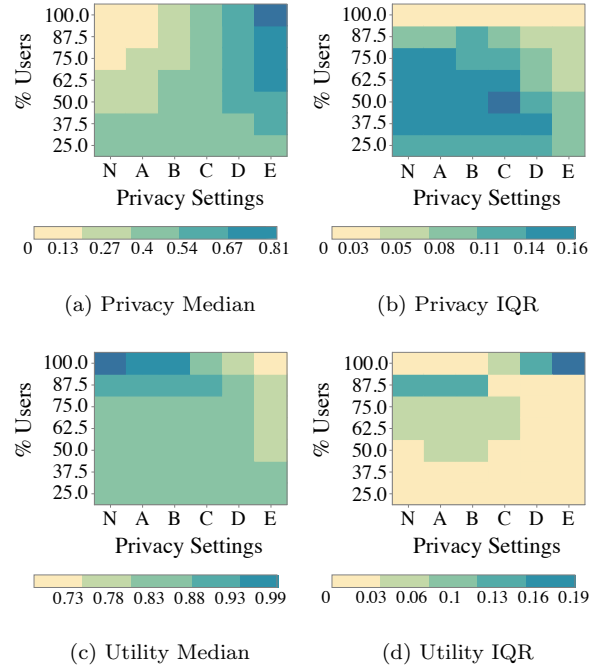 100.0
87.5
75.0
62.5
50.0
37.5
25.0
% Users
N A B C D E
Privacy Settings
0 0.13 0.27 0.4 0.54 0.67 0.81
(a) Privacy Median
100.0
87.5
75.0
62.5
50.0
37.5
25.0
% Users
N A B C D E
Privacy Settings
0 0.03 0.05 0.08 0.11 0.14 0.16
(b) Privacy IQR
100.0
87.5
75.0
62.5
50.0
37.5
25.0
% Users
N A B C D E
Privacy Settings
0.73 0.78 0.83 0.88 0.93 0.99
(c) Utility Median
100.0
87.5
75.0
62.5
50.0
37.5
25.0
% Users
N A B C D E
Privacy Settings
0 0.03 0.06 0.1 0.13 0.16 0.19
(d) Utility IQR